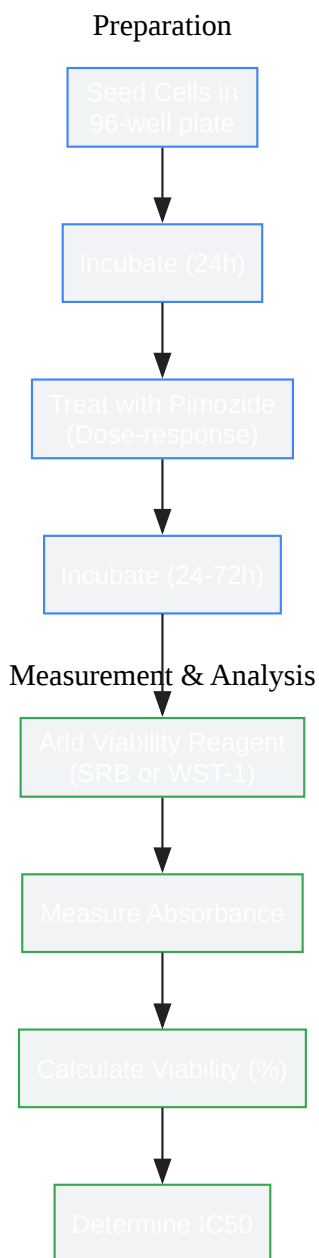 Preparation
Seed Cells in
96-well plate
Incubate (24h)
Treat with Pimozide
(Dose-response)
Incubate (24-72h)
Measurement & Analysis
Add Viability Reagent
(SRB or WST-1)
Measure Absorbance
Calculate Viability (%)
Determine IC50